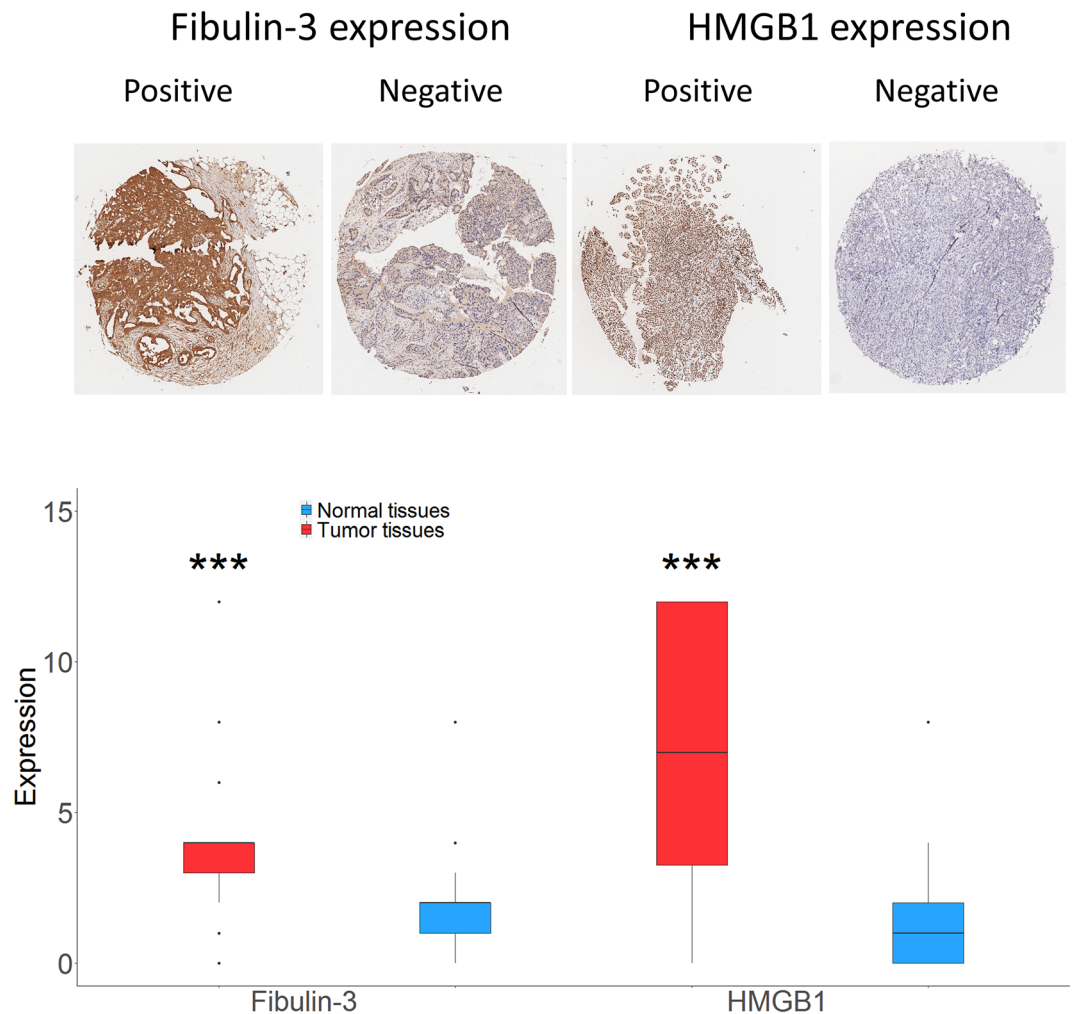 Fibulin-3 expression HMGB1 expression
Positive Negative Positive Negative
15
Normal tissues
Tumor tissues
*** ***
10
Expression
5
0
Fibulin-3 HMGB1